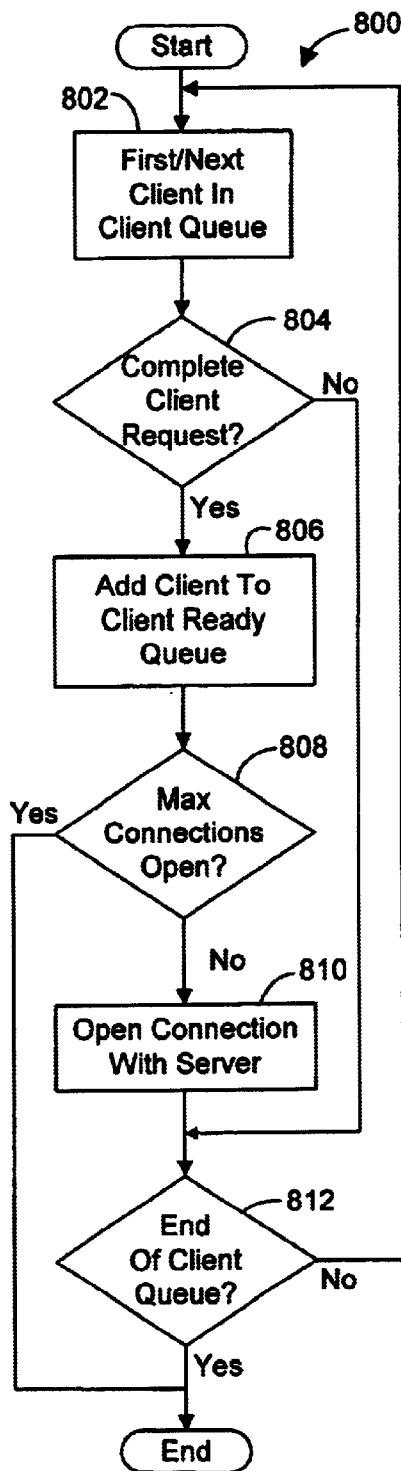 Start
800
802
First/Next
Client In
Client Queue
804
Complete
Client
Request?
No
Yes
806
Add Client To
Client Ready
Queue
808
Yes
Max
Connections
Open?
No
810
Open Connection
With Server
812
End
Of Client
Queue?
No
Yes
End